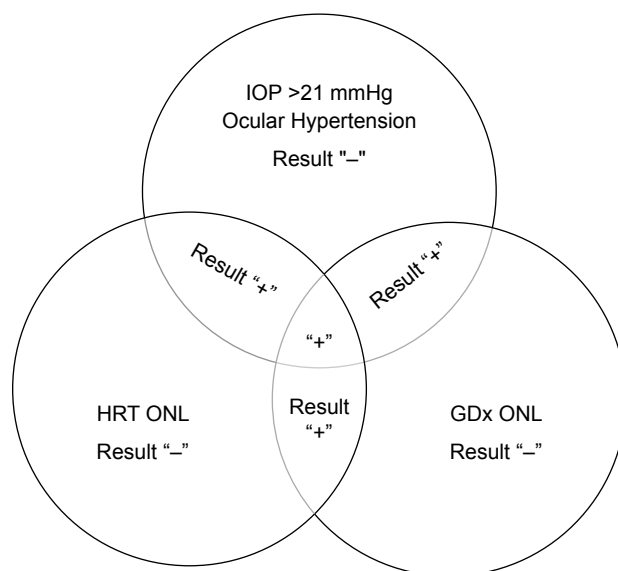 IOP >21 mmHg
Ocular Hypertension
Result "–"
Result “+”
Result “+”
“+”
HRT ONL
Result “–”
Result
“+”
GDx ONL
Result “–”